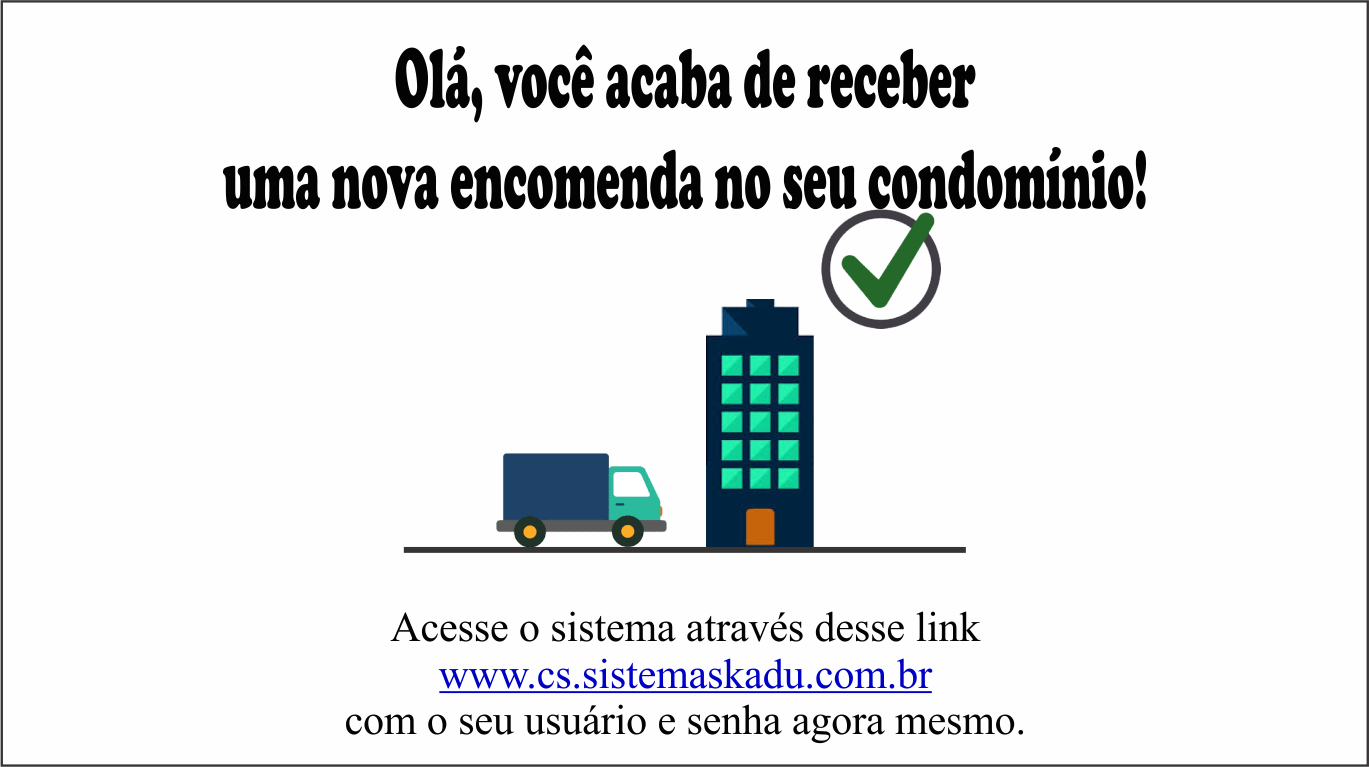 Olá, você acaba de receber
uma nova encomenda no seu condomínio!
Acesse o sistema através desse link
www.cs.sistemaskadu.com.br
com o seu usuário e senha agora mesmo.